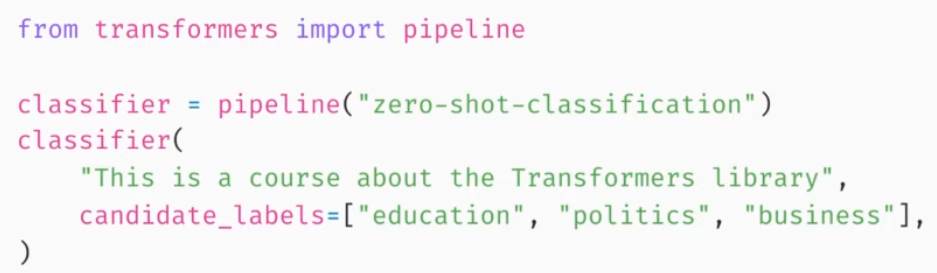 from transformers import pipeline

classifier = pipeline("zero-shot-classification")
classifier(
    "This is a course about the Transformers library",
    candidate_labels=["education", "politics", "business"],
)